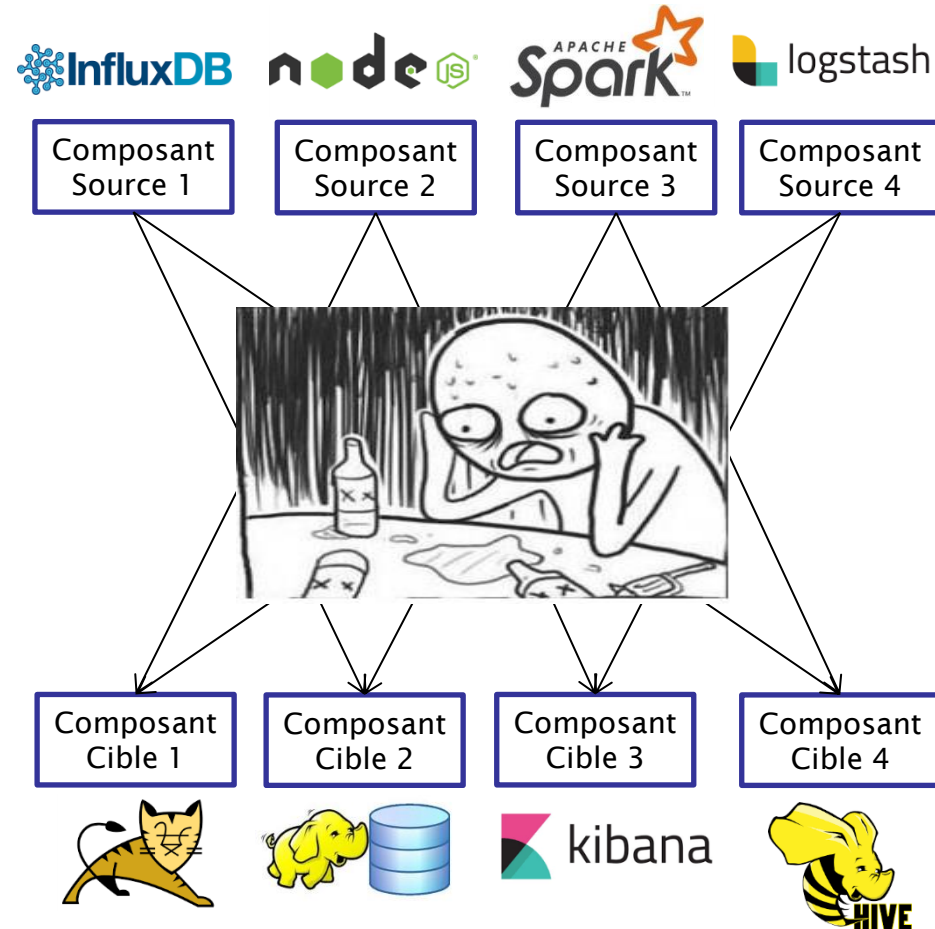 InfluxDB
node JS
APACHE
Spark™
logstash
Composant
Source 1
Composant
Source 2
Composant
Source 3
Composant
Source 4
x x
x x
x x
Composant
Cible 1
Composant
Cible 2
Composant
Cible 3
Composant
Cible 4
kibana
HIVE